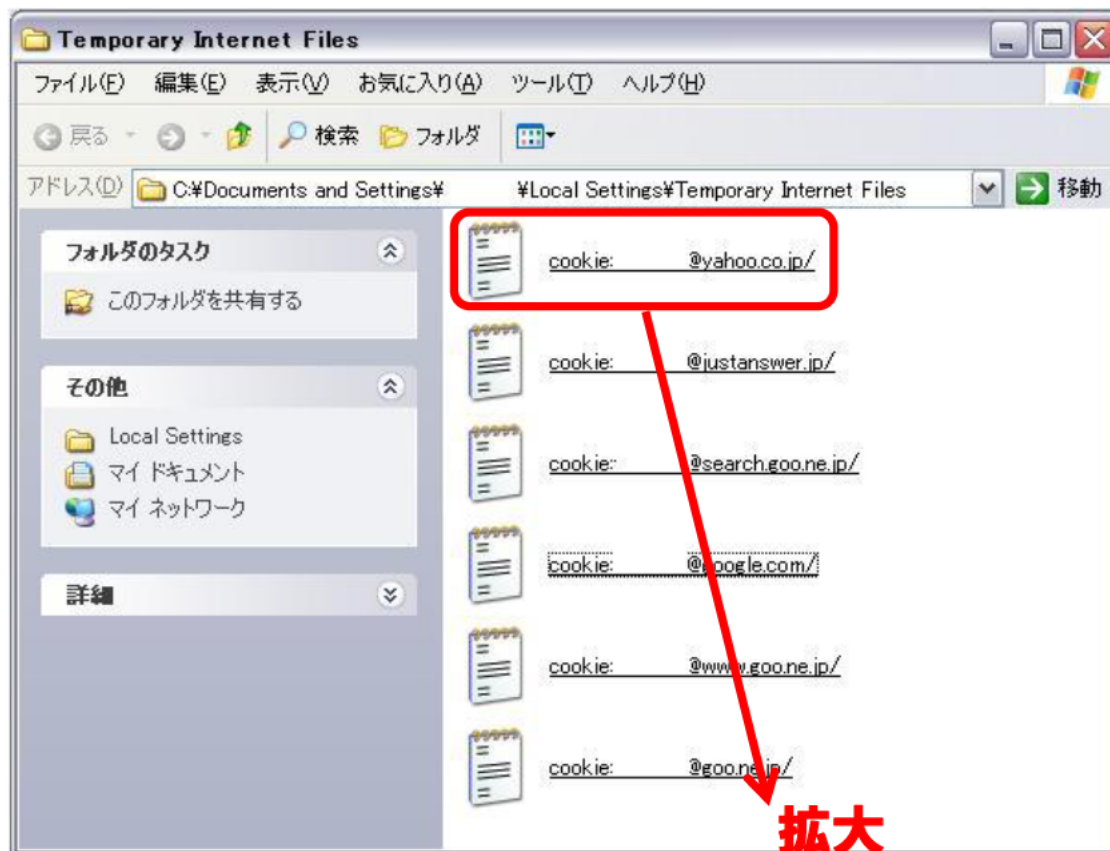 Temporary Internet Files
ファイル(F) 編集(E) 表示(V) お気に入り(A) ツール(T) ヘルプ(H)
戻る 検索 フォルダ
アドレス(D) C:¥Documents and Settings¥ ¥Local Settings¥Temporary Internet Files 移動
フォルダのタスク
このフォルダを共有する
その他
Local Settings
マイ ドキュメント
マイ ネットワーク
詳細
cookie: @yahoo.co.jp/
cookie: @justanswer.jp/
cookie: @search.goo.ne.jp/
cookie: @google.com/
cookie: @www.goo.ne.jp/
cookie: @goo.ne.jp/
拡大